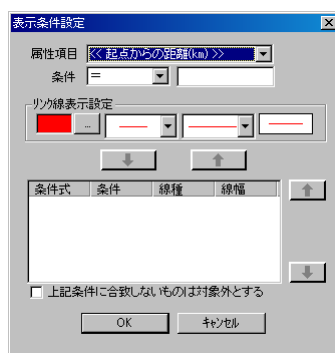 表示条件設定
属性項目 << 起点からの距離(km) >>
条件 =
リンク線表示設定
...
条件式 条件 線種 線幅
上記条件に合致しないものは対象外とする
OK キャンセル